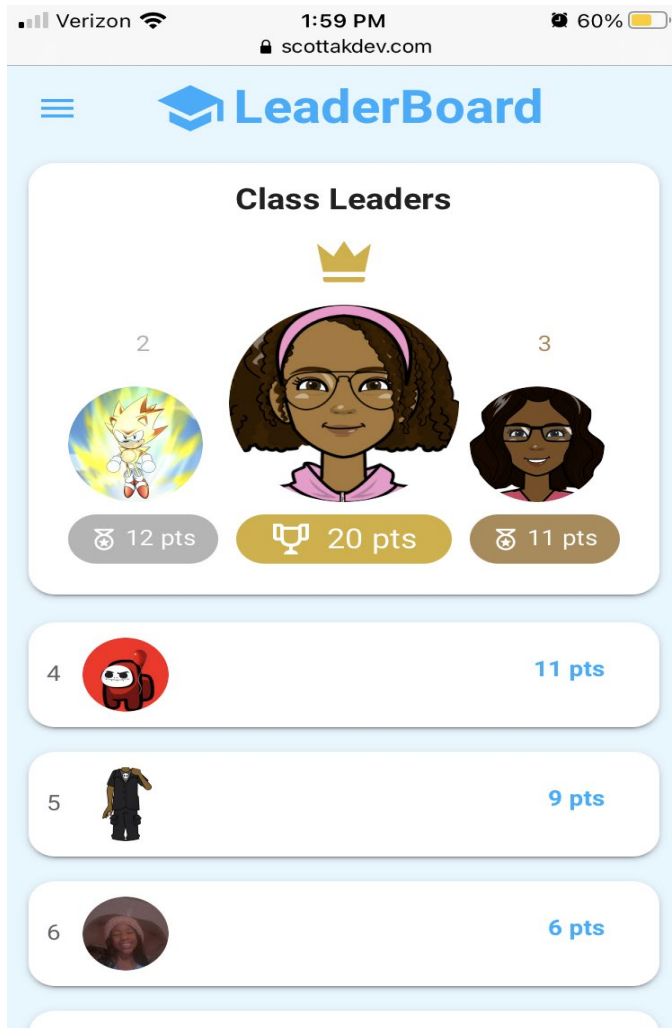 Verizon 1:59 PM 60%
scottakdev.com
LeaderBoard
Class Leaders
2 3
12 pts 20 pts 11 pts
4 11 pts
5 9 pts
6 6 pts